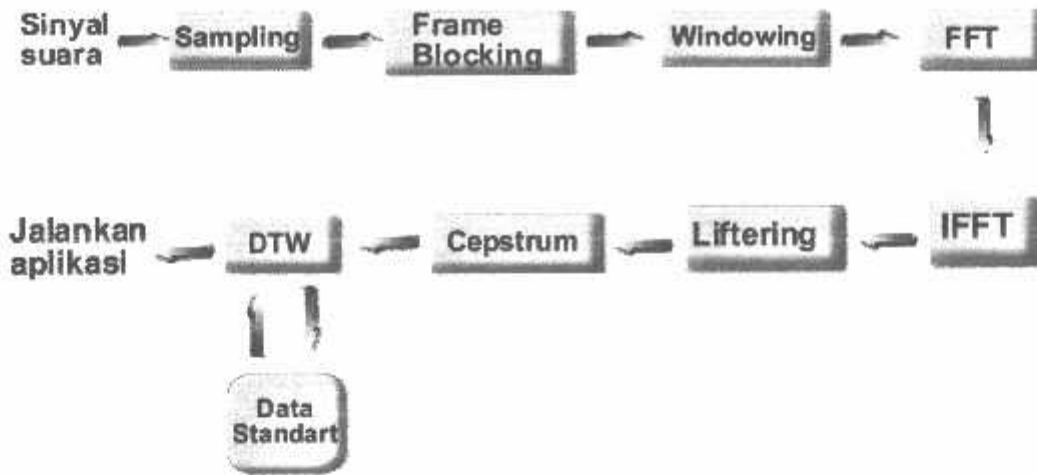 Sinyal
suara
Sampling
Frame
Blocking
Windowing
FFT
IFFT
Liftering
Cepstrum
DTW
Jalankan
aplikasi
Data
Standart